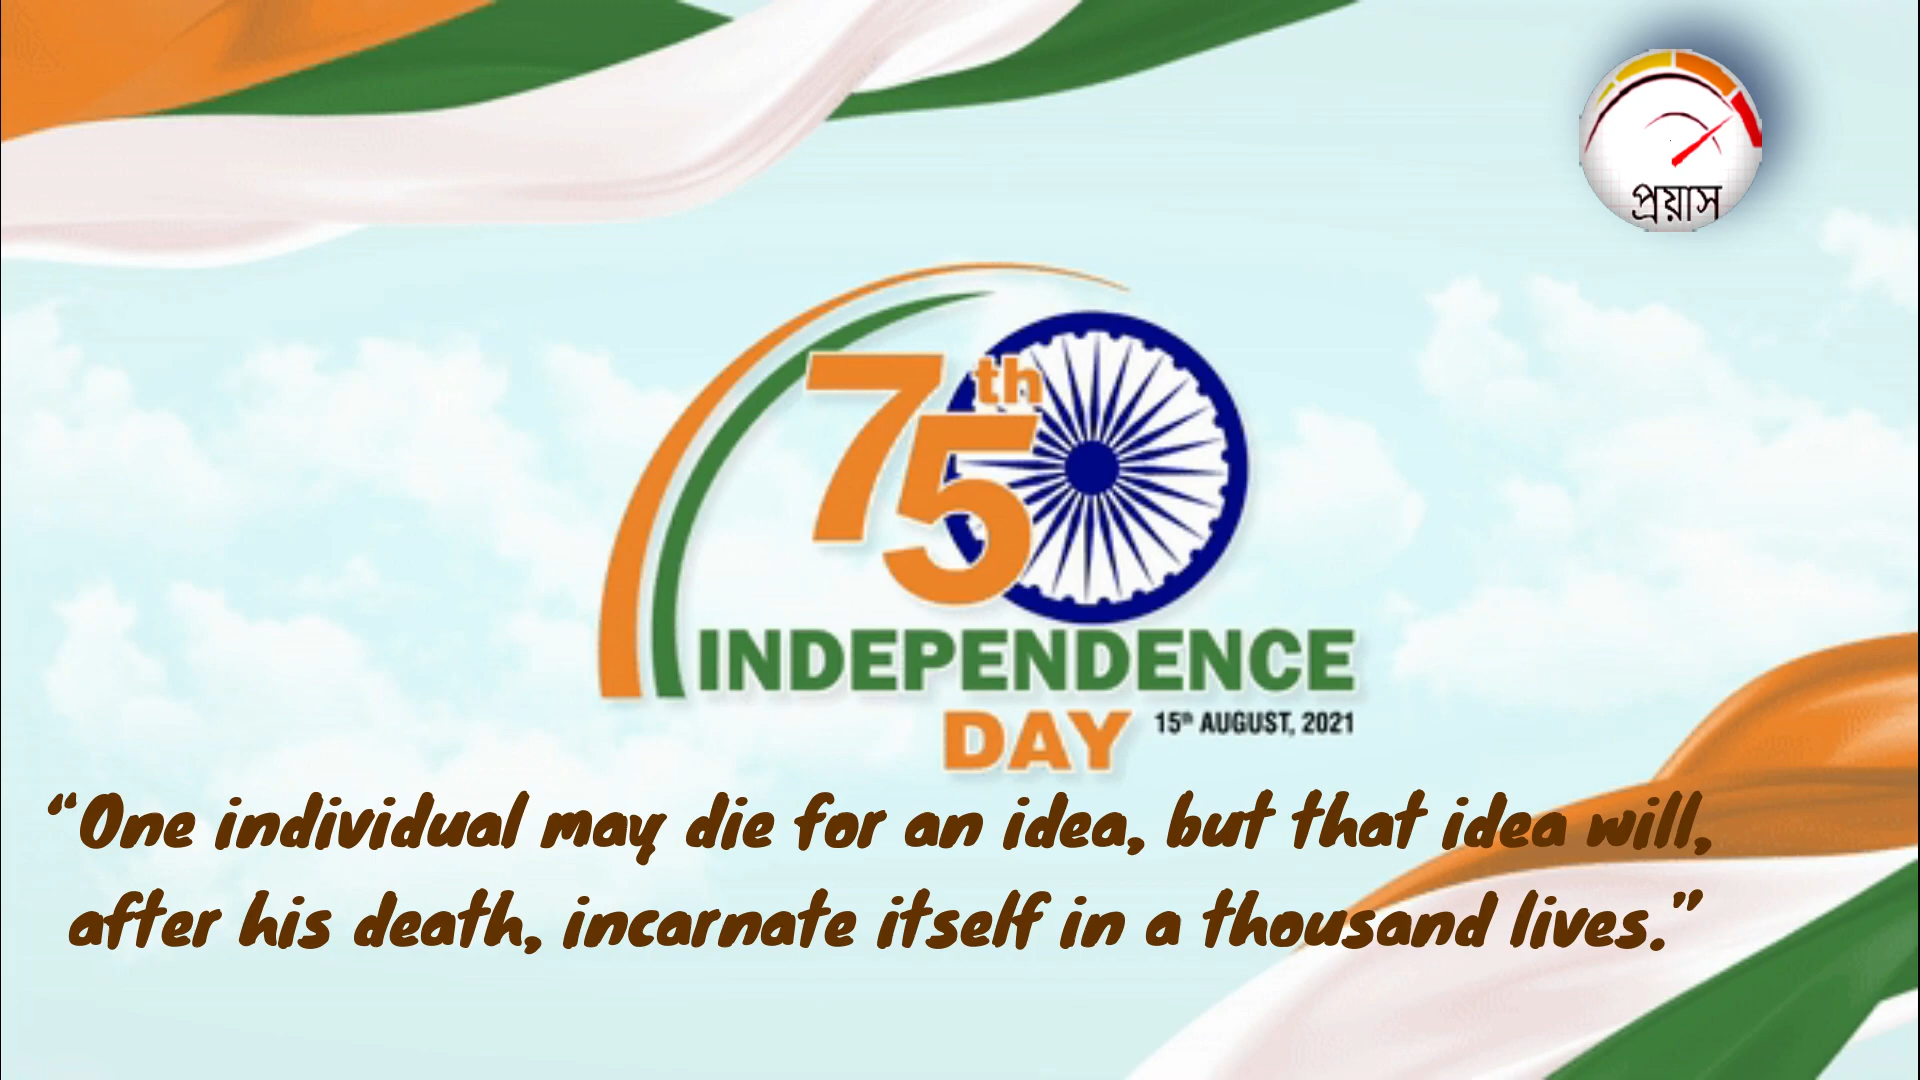 প্রয়াস
75th
INDEPENDENCE
DAY 15th AUGUST, 2021
“One individual may die for an idea, but that idea will,
after his death, incarnate itself in a thousand lives.”